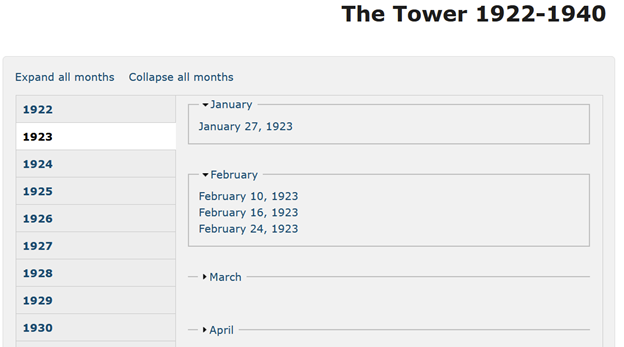 The Tower 1922-1940
Expand all months Collapse all months
1922
1923
1924
1925
1926
1927
1928
1929
1930
January
January 27, 1923
February
February 10, 1923
February 16, 1923
February 24, 1923
March
April